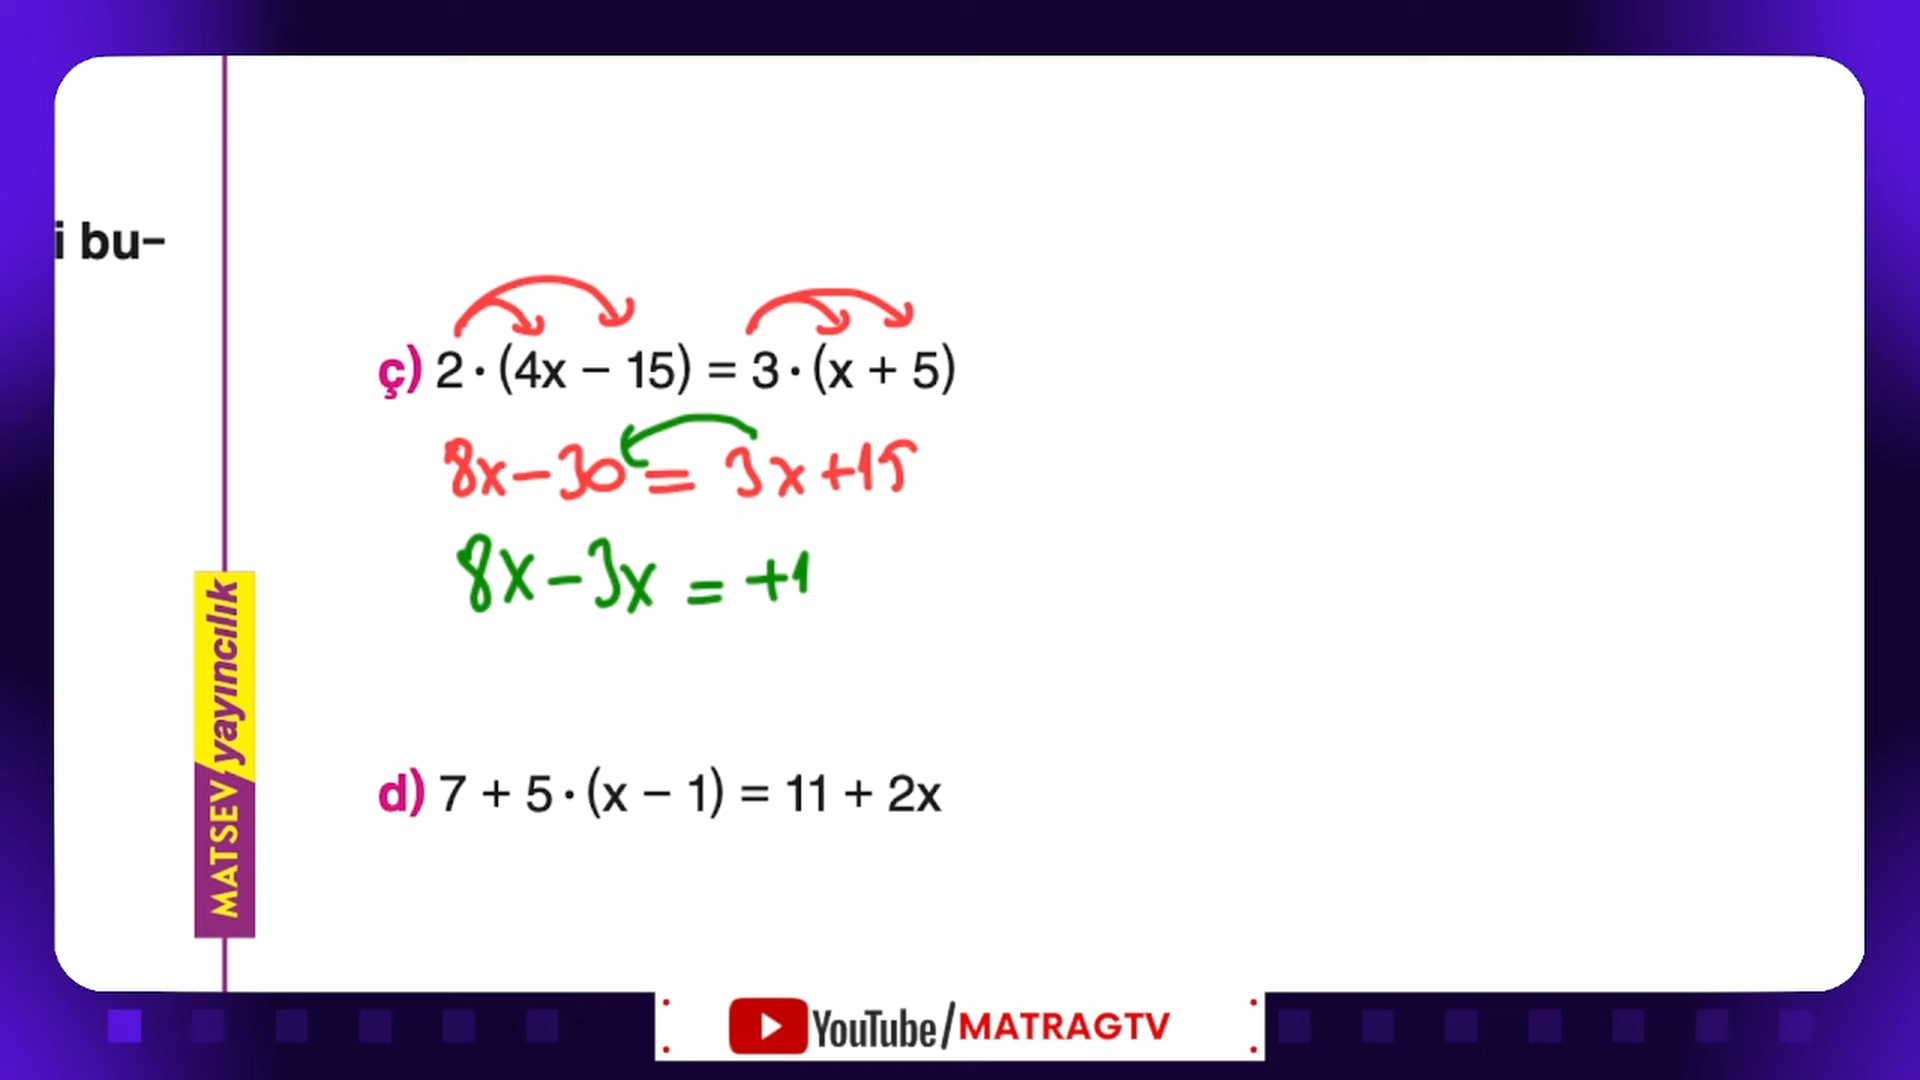 i bu-
ç) 2 · (4x − 15) = 3 · (x + 5)
8x−30 = 3x+15
8x−3x = +1
d) 7 + 5 · (x − 1) = 11 + 2x
MATSEV yayıncılık
YouTube/MATRAGTV